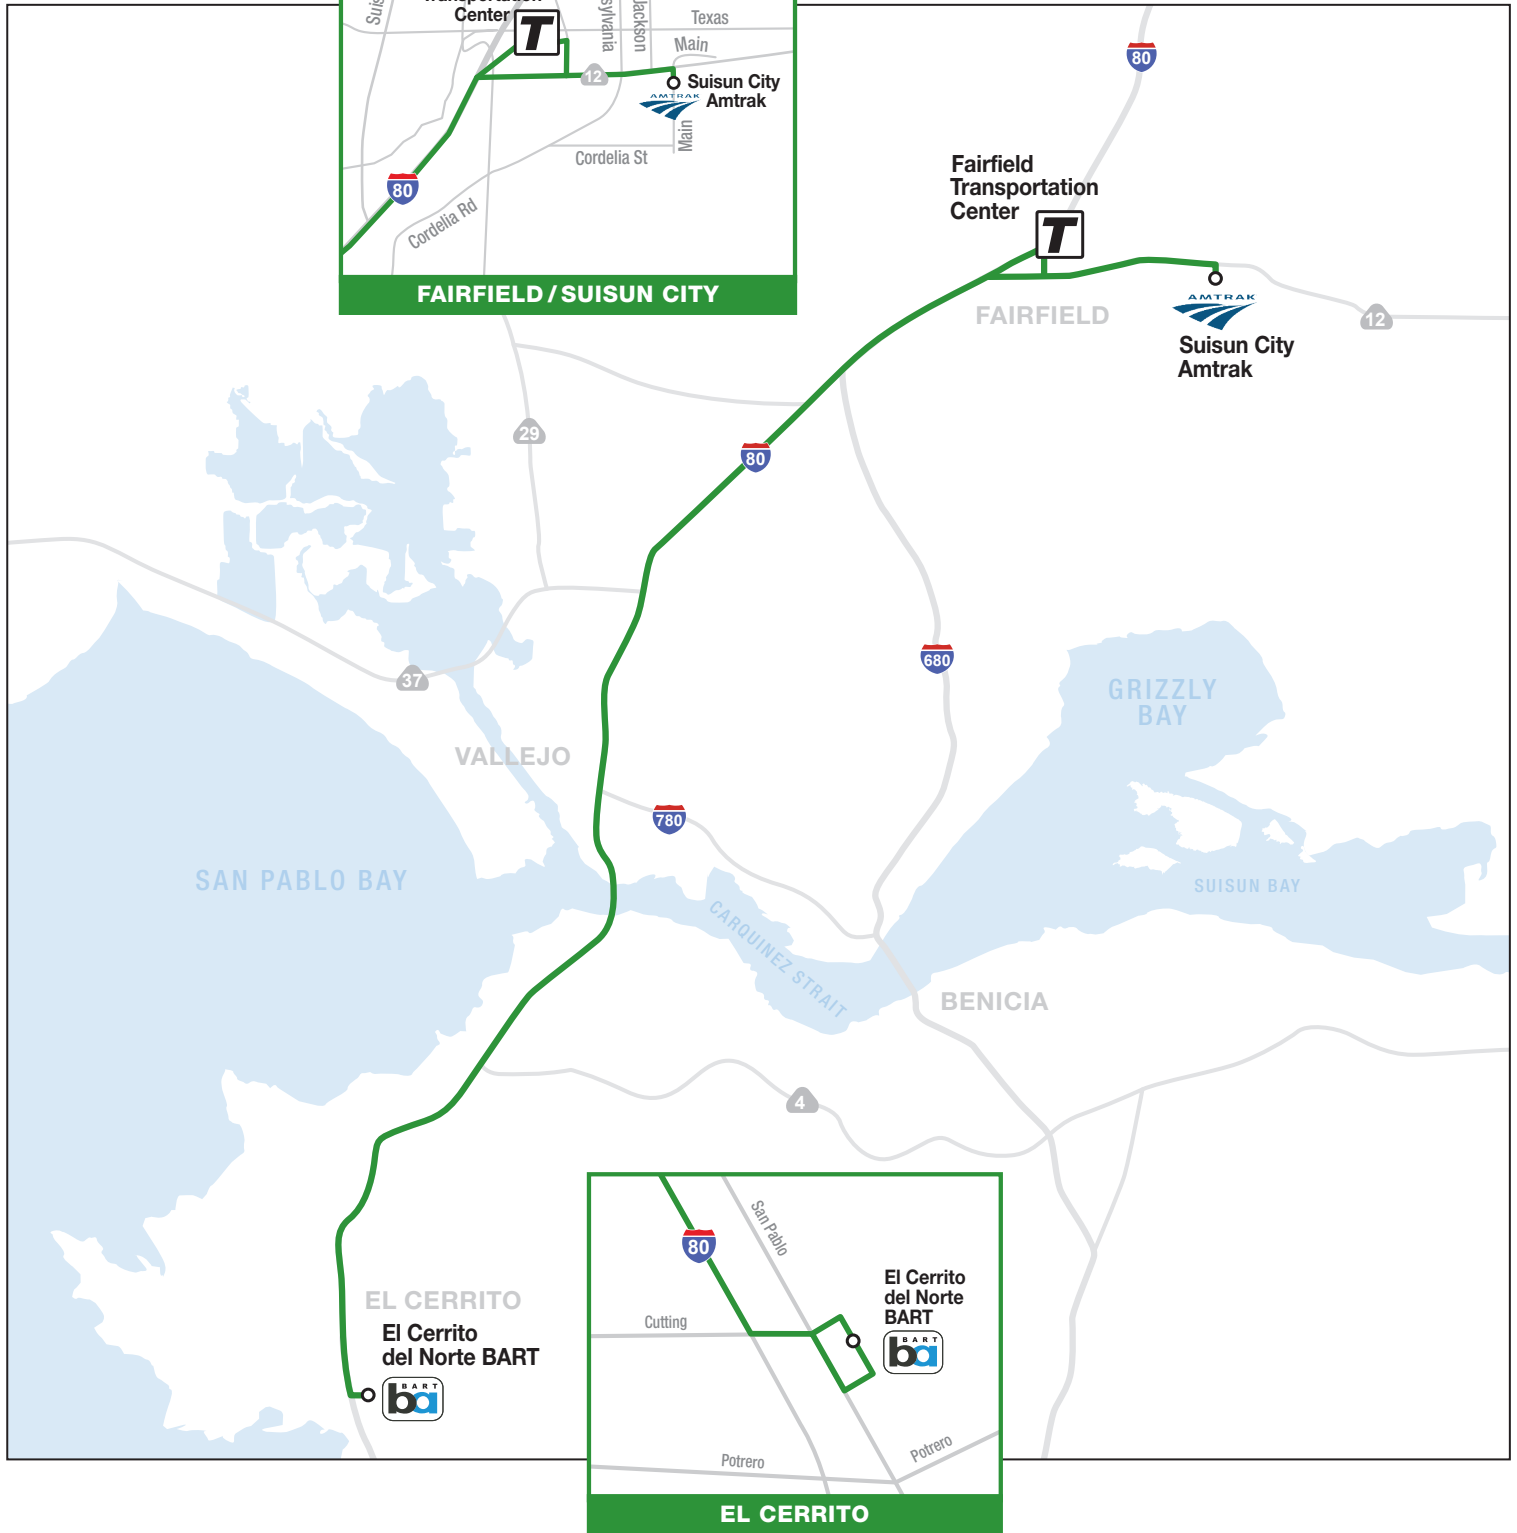 Center
T
Texas
Jackson
Main
12
Suisun City
Amtrak
AMTRAK
Main
Cordelia St
80
Cordelia Rd
FAIRFIELD / SUISUN CITY
80
Fairfield
Transportation
Center
T
FAIRFIELD
AMTRAK
Suisun City
Amtrak
12
29
80
37
680
GRIZZLY
BAY
VALLEJO
780
SAN PABLO BAY
SUISUN BAY
CARQUINEZ STRAIT
BENICIA
4
EL CERRITO
El Cerrito
del Norte BART
BART
ba
San Pablo
80
El Cerrito
del Norte
BART
BART
ba
Cutting
Potrero
Potrero
EL CERRITO